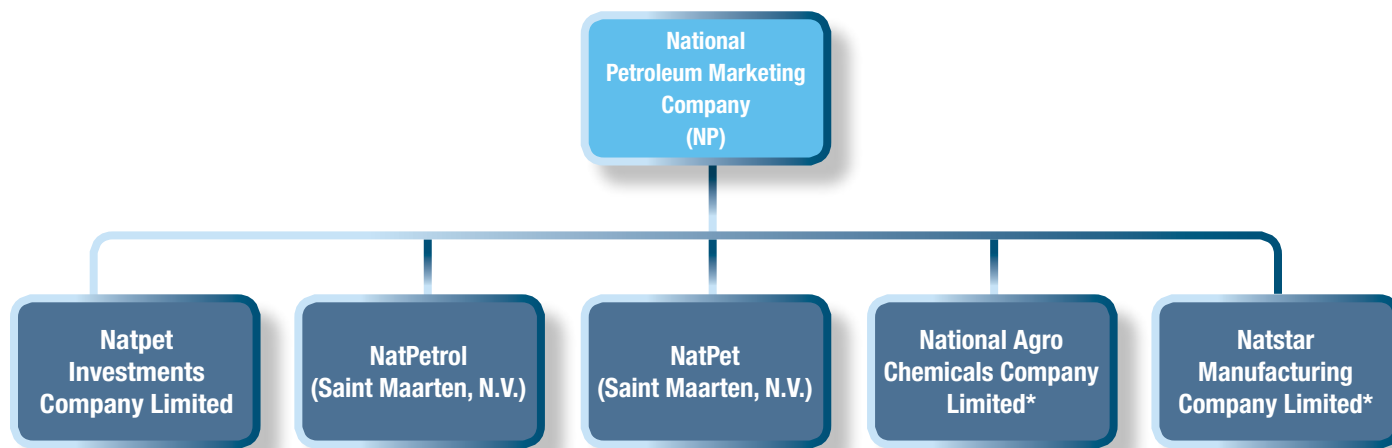 National
Petroleum Marketing
Company
(NP)
Natpet
Investments
Company Limited
NatPetrol
(Saint Maarten, N.V.)
NatPet
(Saint Maarten, N.V.)
National Agro
Chemicals Company
Limited*
Natstar
Manufacturing
Company Limited*